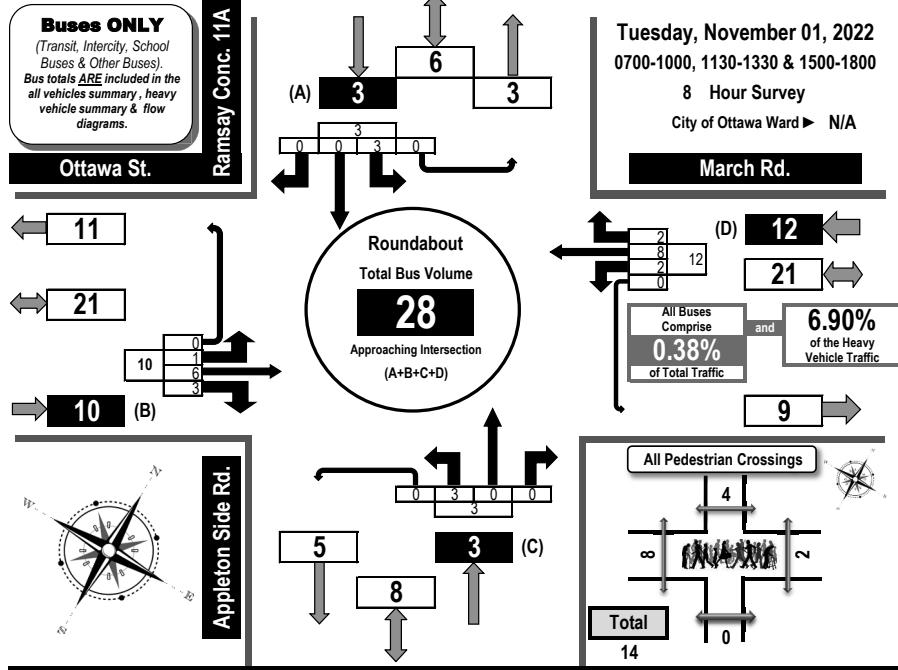 Buses ONLY
(Transit, Intercity, School
Buses & Other Buses).
Bus totals ARE included in the
all vehicles summary , heavy
vehicle summary & flow
diagrams.
Ramsay Conc. 11A
Ottawa St.
6
(A) 3 3
3
0 0 3 0
Tuesday, November 01, 2022
0700-1000, 1130-1330 & 1500-1800
8 Hour Survey
City of Ottawa Ward ► N/A
March Rd.
11
21
0
1
10
6
3
10 (B)
Roundabout
Total Bus Volume
28
Approaching Intersection
(A+B+C+D)
2
8
12
2
0
(D) 12
21
All Buses
Comprise
0.38%
of Total Traffic
and
6.90%
of the Heavy
Vehicle Traffic
9
N
W
E
S
Appleton Side Rd.
0 3 0 0
3
5 3 (C)
8
All Pedestrian Crossings
4
8
2
0
Total
14